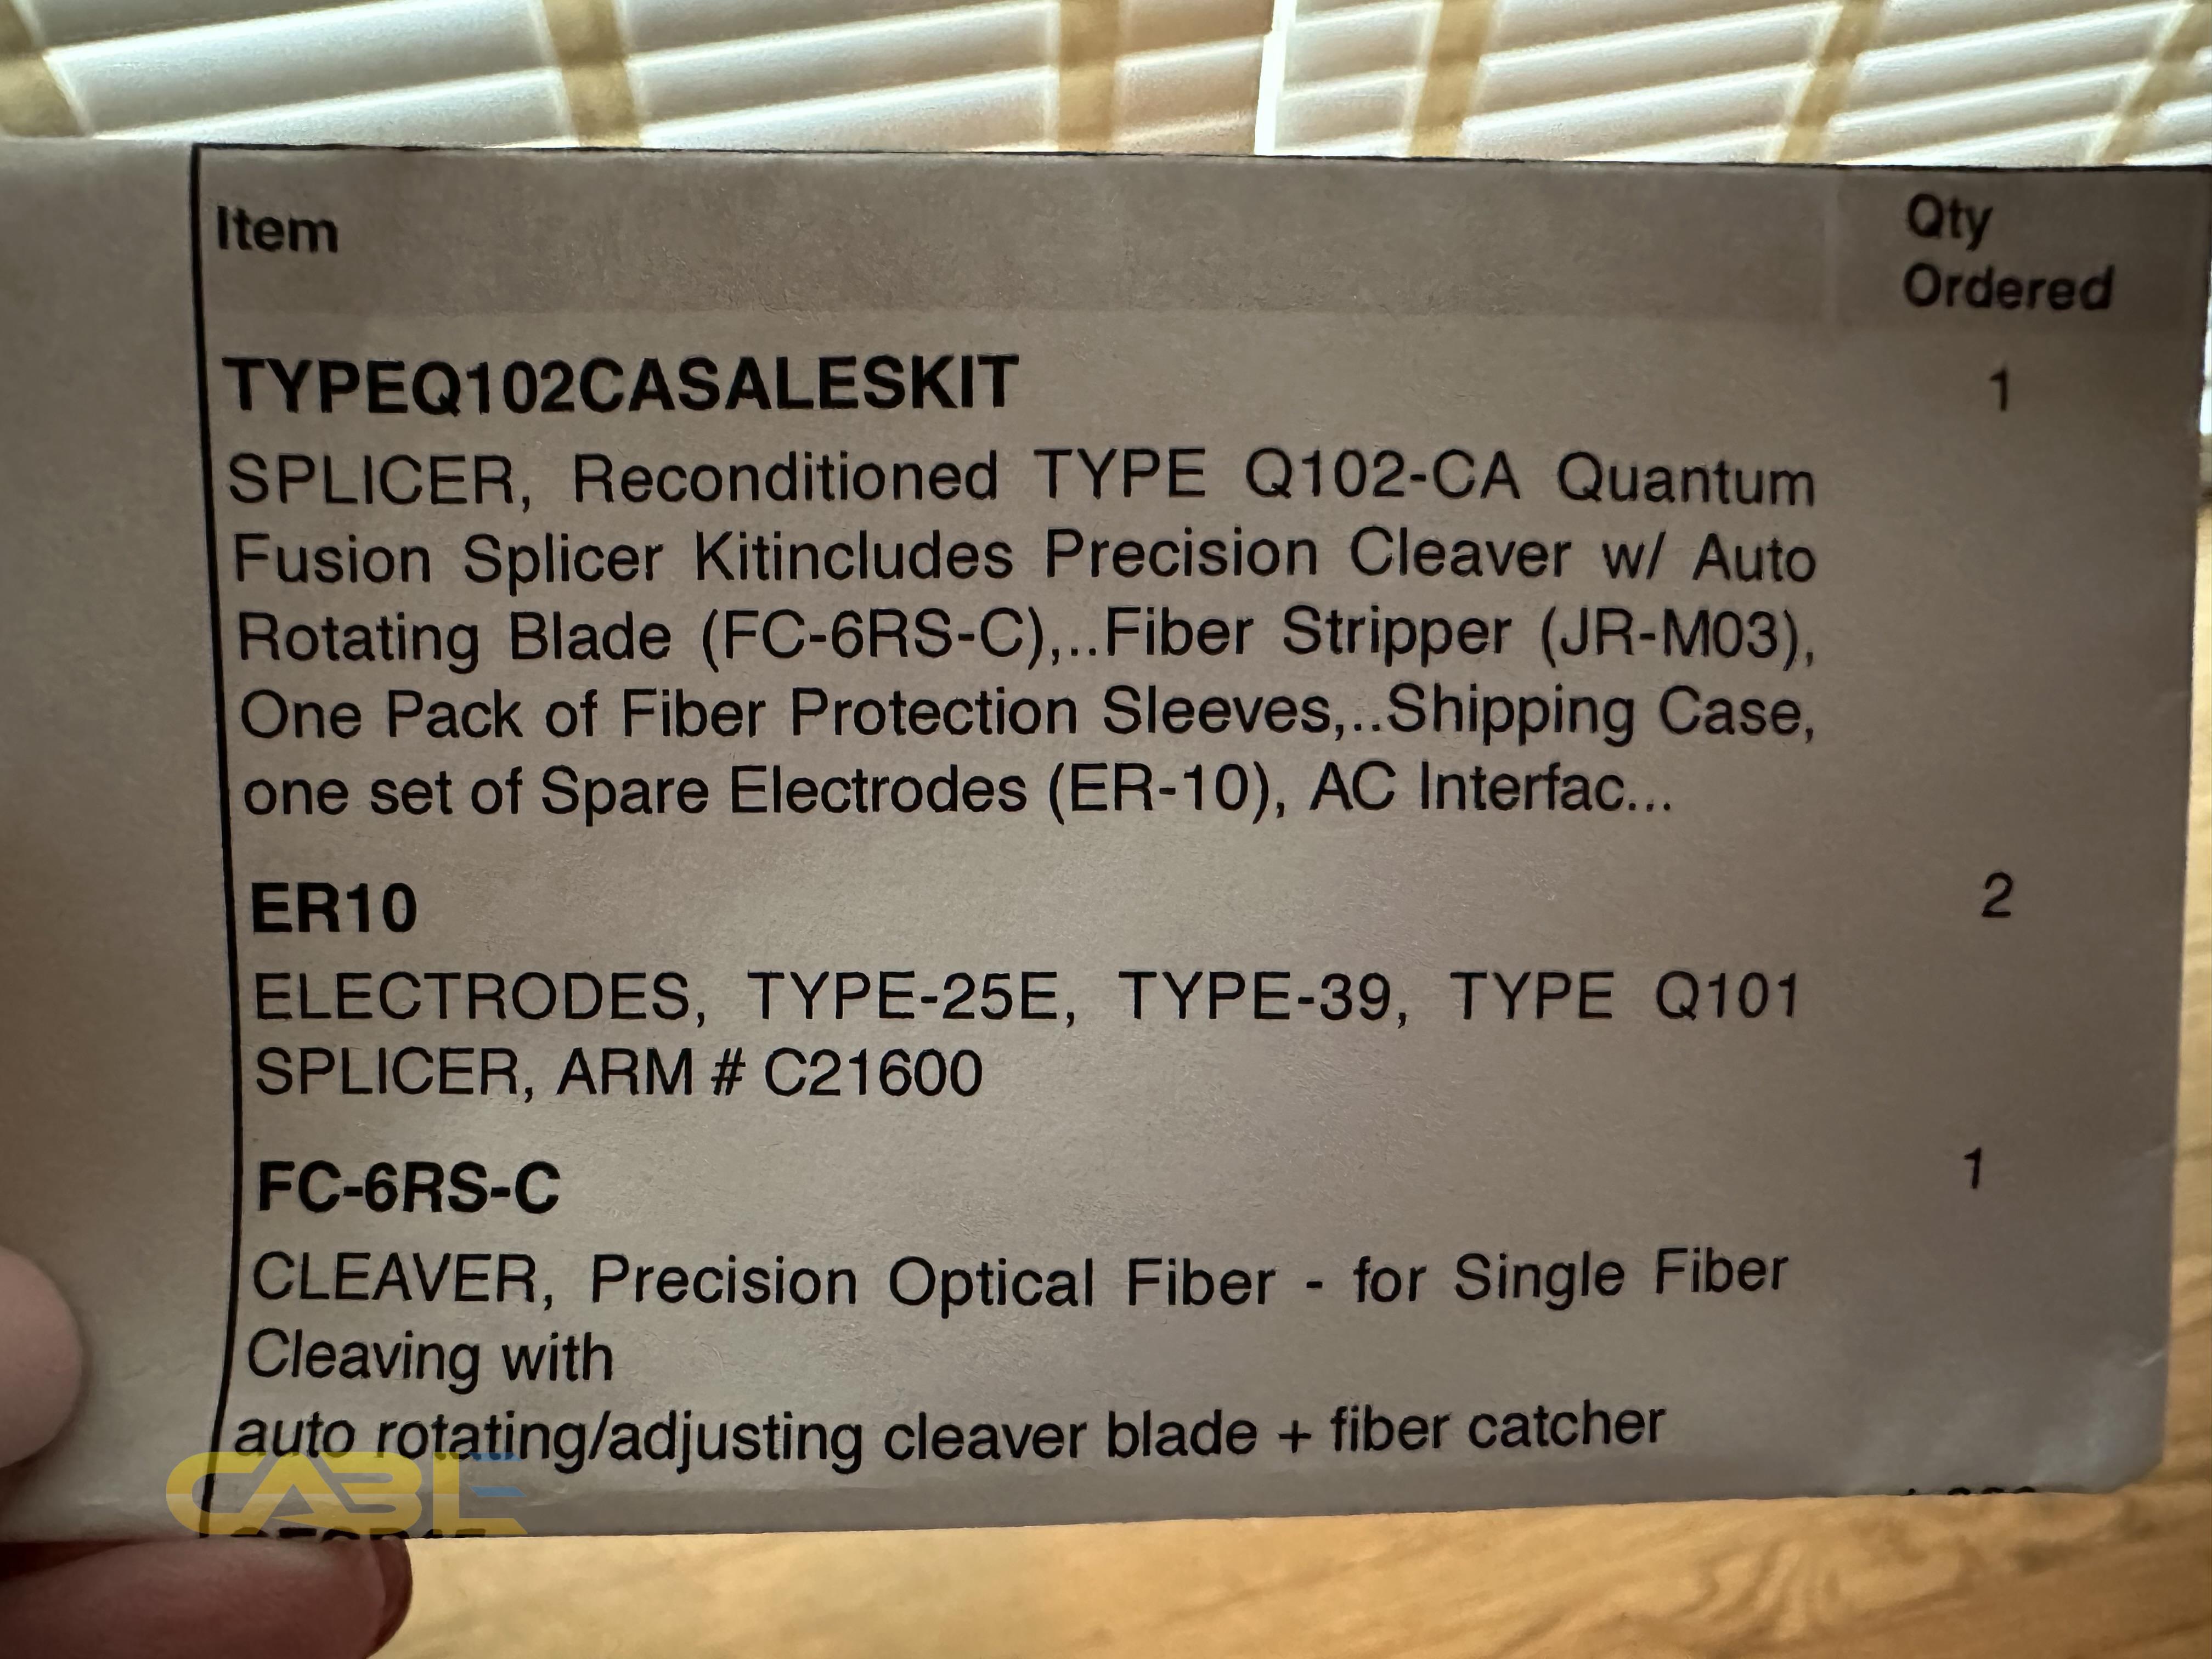 Item
Qty
Ordered
TYPEQ102CASALESKIT
1
SPLICER, Reconditioned TYPE Q102-CA Quantum
Fusion Splicer Kitincludes Precision Cleaver w/ Auto
Rotating Blade (FC-6RS-C),..Fiber Stripper (JR-M03),
One Pack of Fiber Protection Sleeves,..Shipping Case,
one set of Spare Electrodes (ER-10), AC Interfac...
ER10
2
ELECTRODES, TYPE-25E, TYPE-39, TYPE Q101
SPLICER, ARM # C21600
FC-6RS-C
1
CLEAVER, Precision Optical Fiber - for Single Fiber
Cleaving with
auto rotating/adjusting cleaver blade + fiber catcher
CABLE